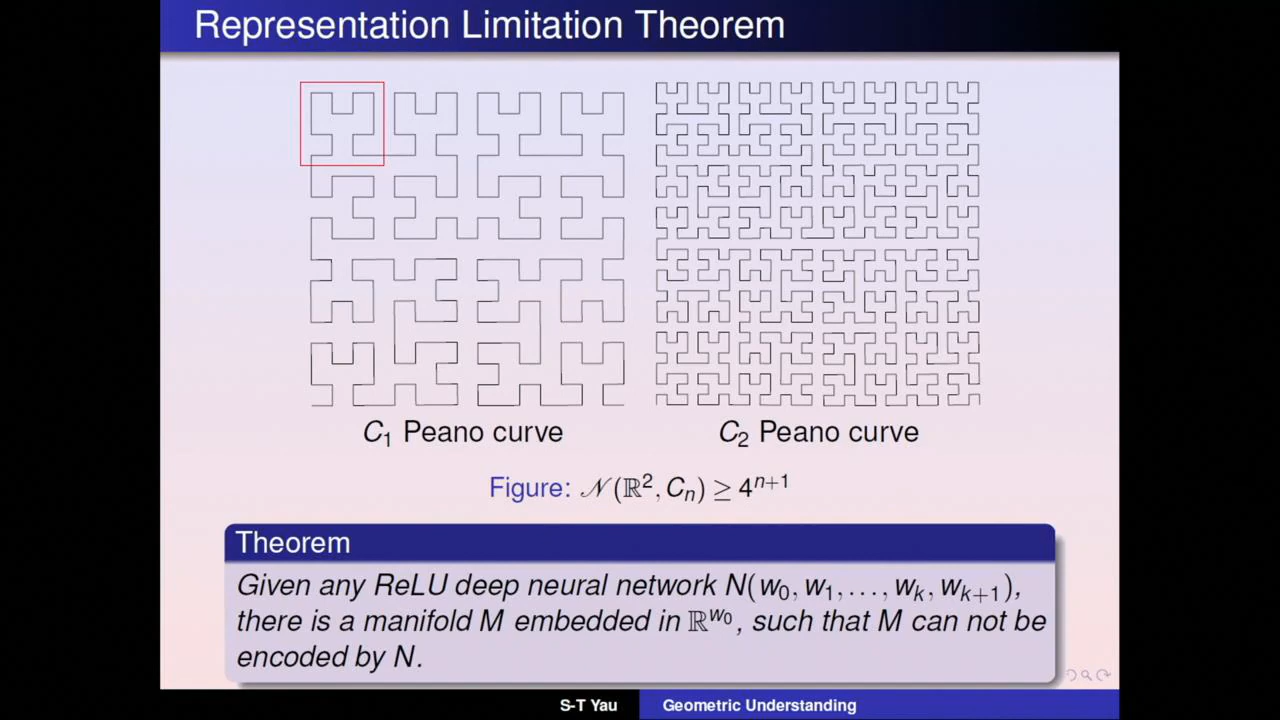 Representation Limitation Theorem
C₁ Peano curve
C₂ Peano curve
Figure: 𝒩(ℝ², Cₙ) ≥ 4ⁿ⁺¹
Theorem
Given any ReLU deep neural network N(w₀, w₁, …, wₖ, wₖ₊₁),
there is a manifold M embedded in ℝ^w₀, such that M can not be
encoded by N.
S-T Yau
Geometric Understanding